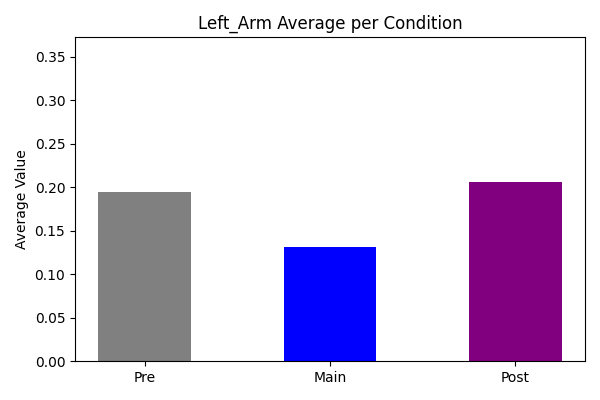 Left_Arm Average per Condition
Average Value
0.35
0.30
0.25
0.20
0.15
0.10
0.05
0.00
Pre
Main
Post